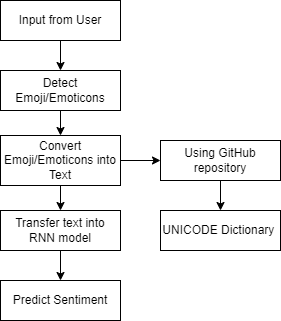 Input from User
Detect
Emoji/Emoticons
Convert
Emoji/Emoticons into
Text
Using GitHub
repository
Transfer text into
RNN model
UNICODE Dictionary
Predict Sentiment